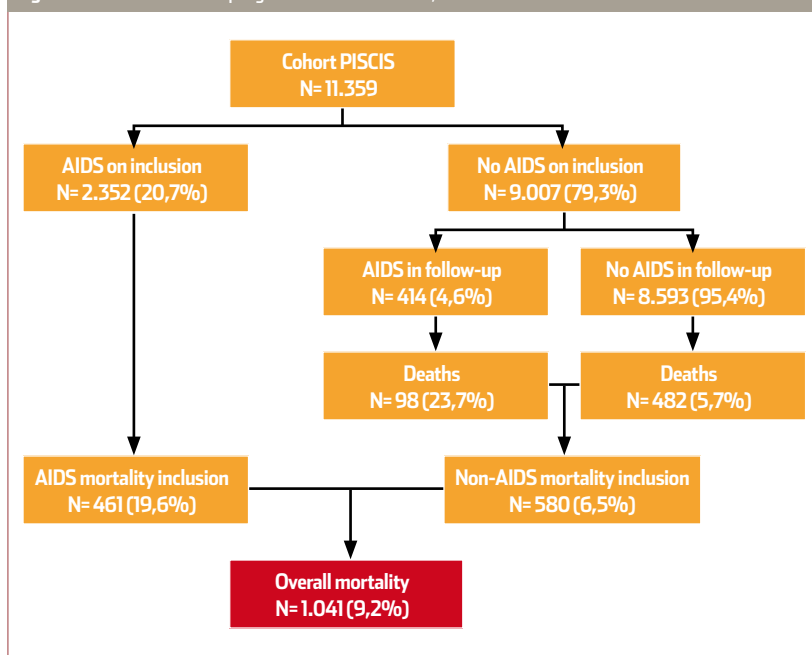 Cohort PISCIS
N= 11.359
AIDS on inclusion
N= 2.352 (20,7%)
No AIDS on inclusion
N= 9.007 (79,3%)
AIDS in follow-up
N= 414 (4,6%)
No AIDS in follow-up
N= 8.593 (95,4%)
Deaths
N= 98 (23,7%)
Deaths
N= 482 (5,7%)
AIDS mortality inclusion
N= 461 (19,6%)
Non-AIDS mortality inclusion
N= 580 (6,5%)
Overall mortality
N= 1.041 (9,2%)